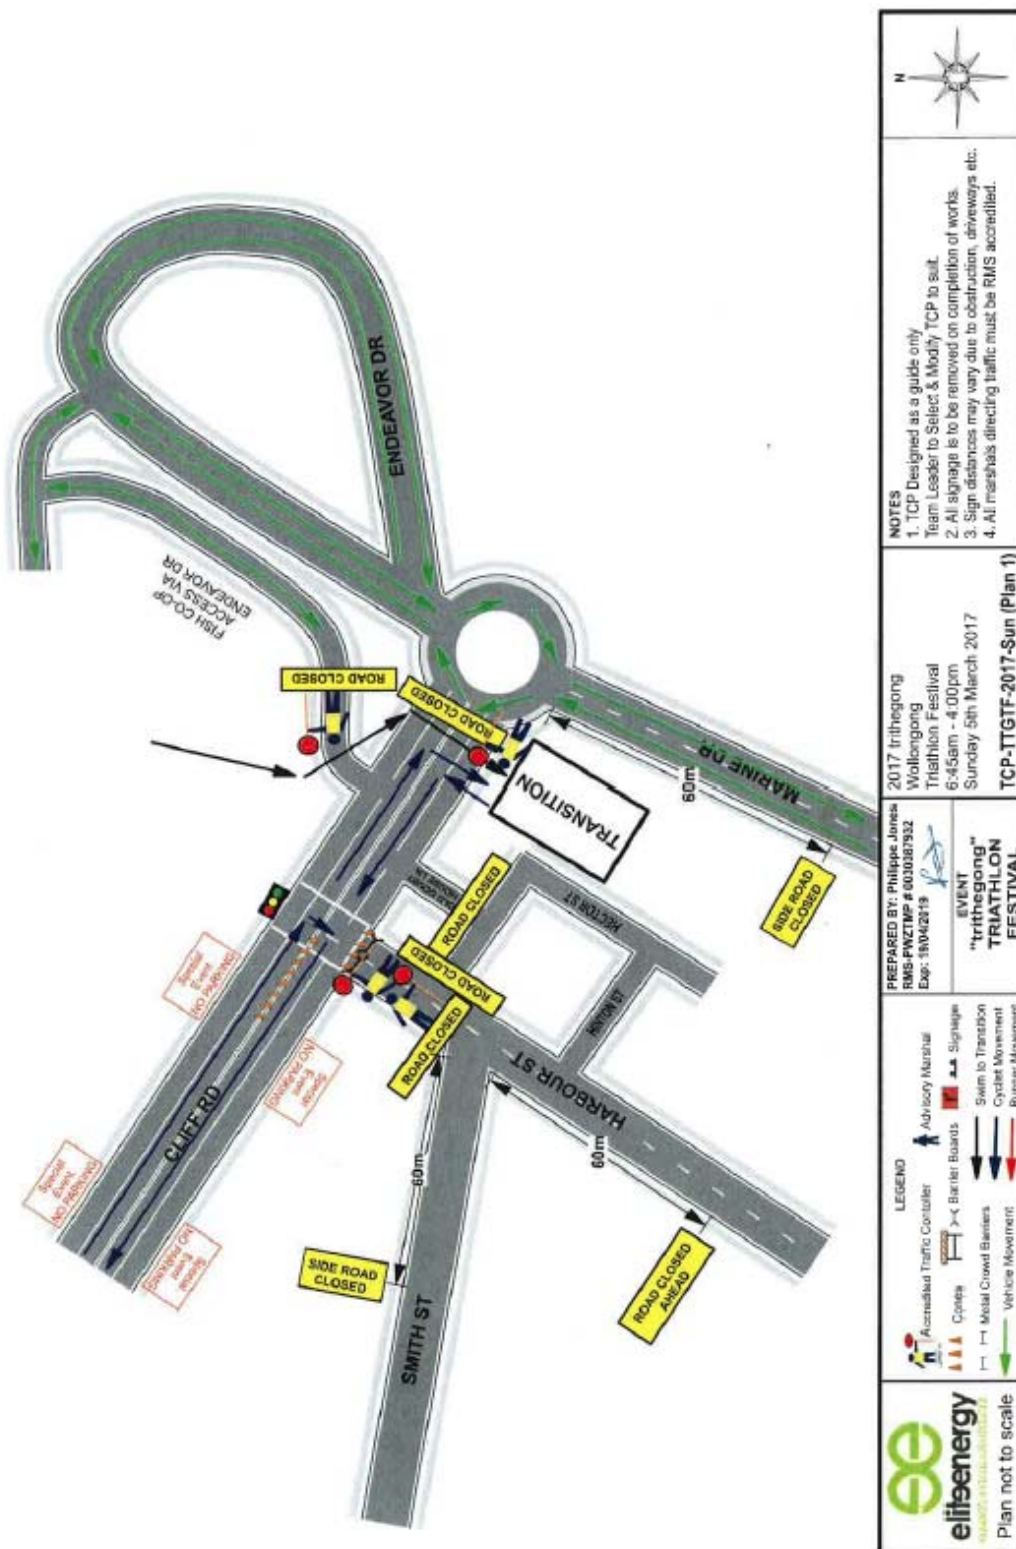 FISH CO-OP
ACCESS VIA
ENDEAVOR DR
ENDEAVOR DR
ROAD CLOSED
ROAD CLOSED
TRANSITION
60m
MARINE DR.
SIDE ROAD
CLOSED
Special
Event
NO PARKING
Special
Event
NO PARKING
Special
Event
NO PARKING
Special
Event
NO PARKING
CLIFF RD
ROAD CLOSED
ROAD CLOSED
ROAD CLOSED
RECTOR ST
HARBOUR ST
60m
60m
SIDE ROAD
CLOSED
ROAD CLOSED
AHEAD
SMITH ST
eliteenergy
Plan not to scale
LEGEND
Accredited Traffic Controller
Advisory Marshal
Cones
Barrier Boards
Signage
Metal Crowd Barriers
Swim to Transition
Cyclist Movement
Vehicle Movement
Runner Movement
PREPARED BY: Philippe Jones
RMS-PWZTMP # 0030387932
Exp: 19/04/2019
EVENT
"trithegong"
TRIATHLON
FESTIVAL
2017 trithegong
Wollongong
Triathlon Festival
6:45am - 4:00pm
Sunday 5th March 2017
TCP-TTGTF-2017-Sun (Plan 1)
NOTES
1. TCP Designed as a guide only
Team Leader to Select & Modify TCP to suit.
2. All signage is to be removed on completion of works.
3. Sign distances may vary due to obstruction, driveways etc.
4. All marshals directing traffic must be RMS accredited.
N